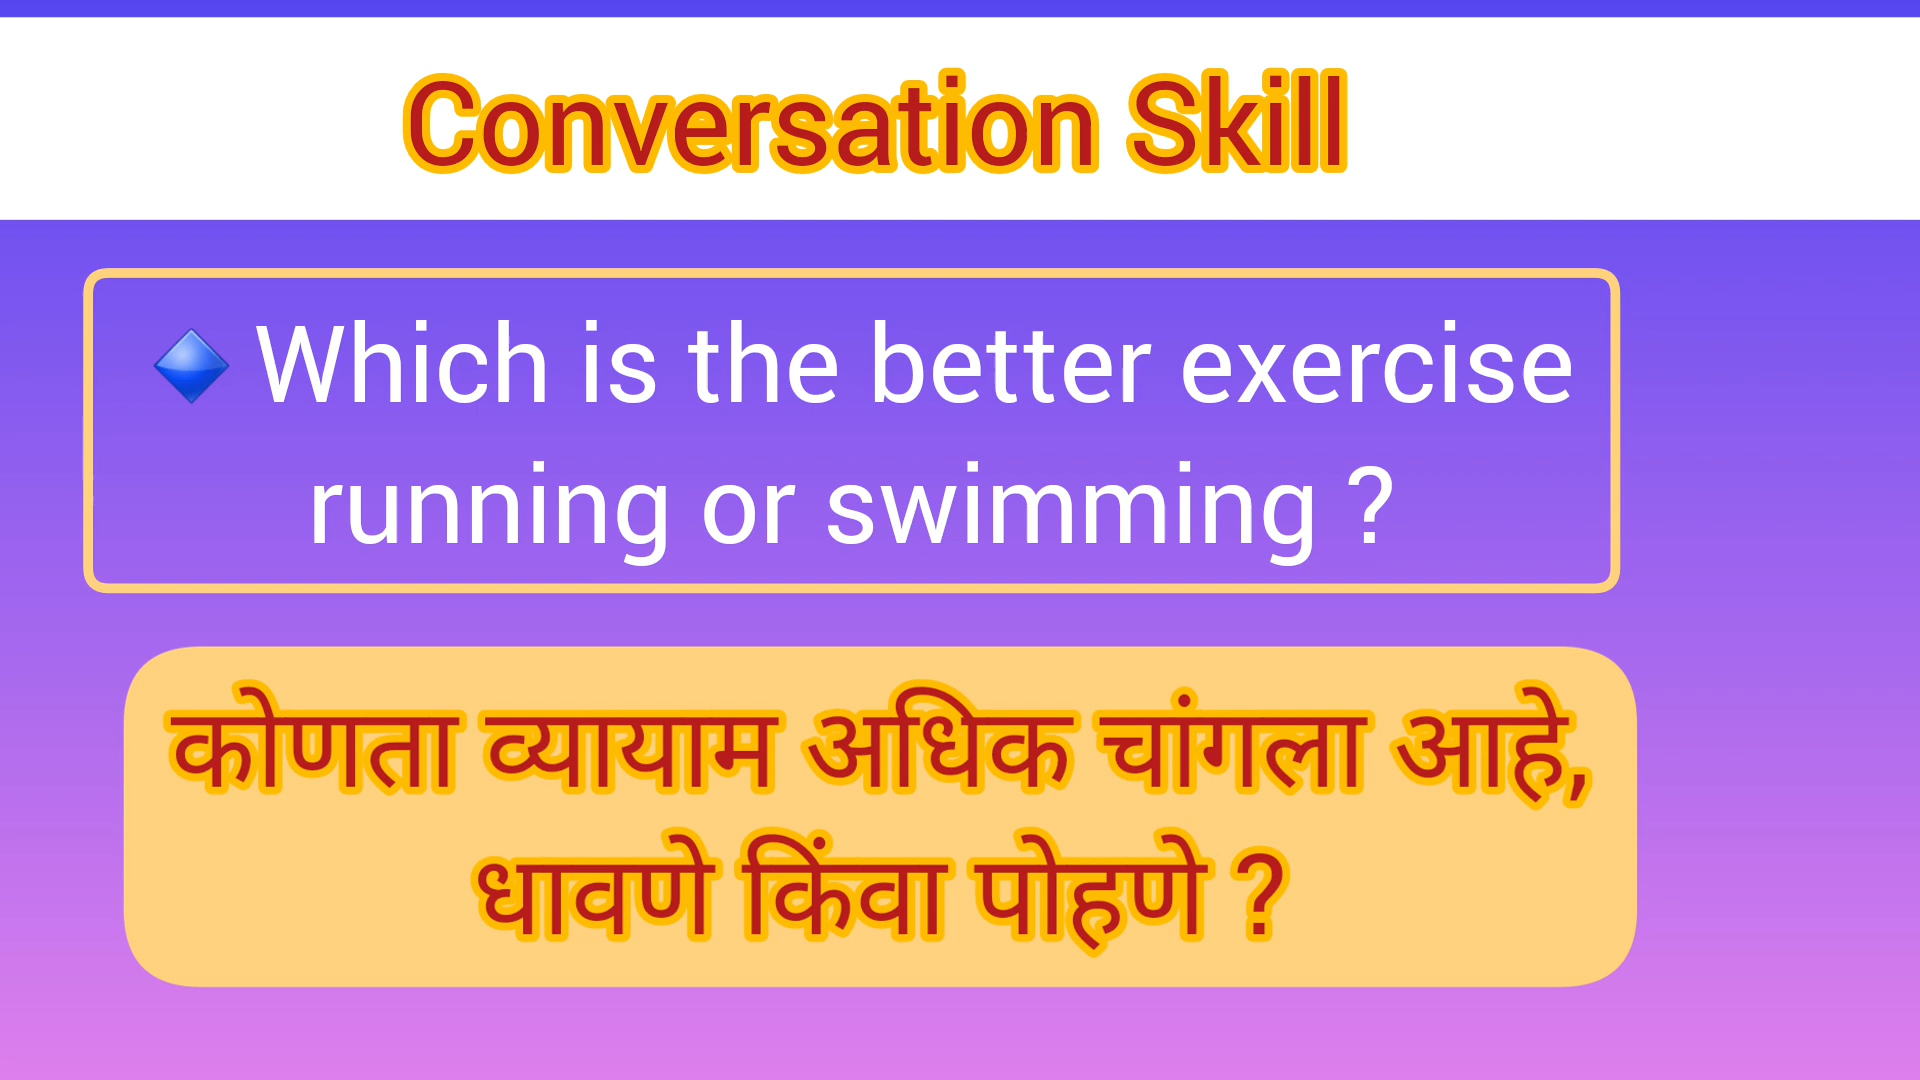 Conversation Skill
🔹 Which is the better exercise
running or swimming ?
कोणता व्यायाम अधिक चांगला आहे,
धावणे किंवा पोहणे ?